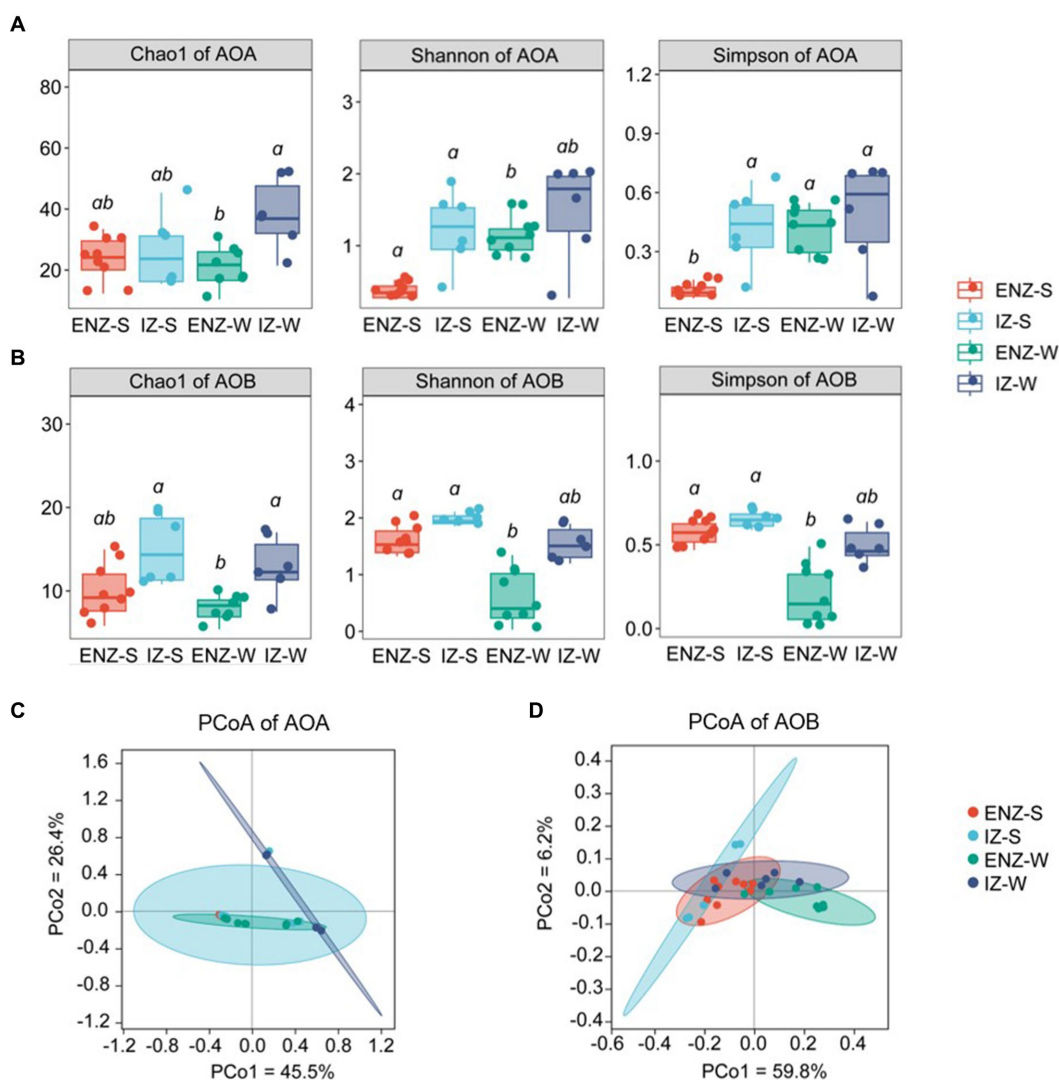 A
Chao1 of AOA
Shannon of AOA
Simpson of AOA
80
60
40
20
ab
ab
b
a
ENZ-S IZ-S ENZ-W IZ-W
3
2
1
a
a
b
ab
ENZ-S IZ-S ENZ-W IZ-W
1.2
0.9
0.6
0.3
b
a
a
a
ENZ-S IZ-S ENZ-W IZ-W
ENZ-S
IZ-S
ENZ-W
IZ-W
B
Chao1 of AOB
Shannon of AOB
Simpson of AOB
30
20
10
ab
a
b
a
ENZ-S IZ-S ENZ-W IZ-W
4
3
2
1
0
a
a
b
ab
ENZ-S IZ-S ENZ-W IZ-W
1.0
0.5
0.0
a
a
b
ab
ENZ-S IZ-S ENZ-W IZ-W
C
PCoA of AOA
PCo2 = 26.4%
1.6
1.2
0.8
0.4
0.0
-0.4
-0.8
-1.2
-1.2 -0.8 -0.4 0.0 0.4 0.8 1.2
PCo1 = 45.5%
D
PCoA of AOB
PCo2 = 6.2%
0.4
0.3
0.2
0.1
0.0
-0.1
-0.2
-0.3
-0.4
-0.6 -0.4 -0.2 0.0 0.2 0.4
PCo1 = 59.8%
ENZ-S
IZ-S
ENZ-W
IZ-W